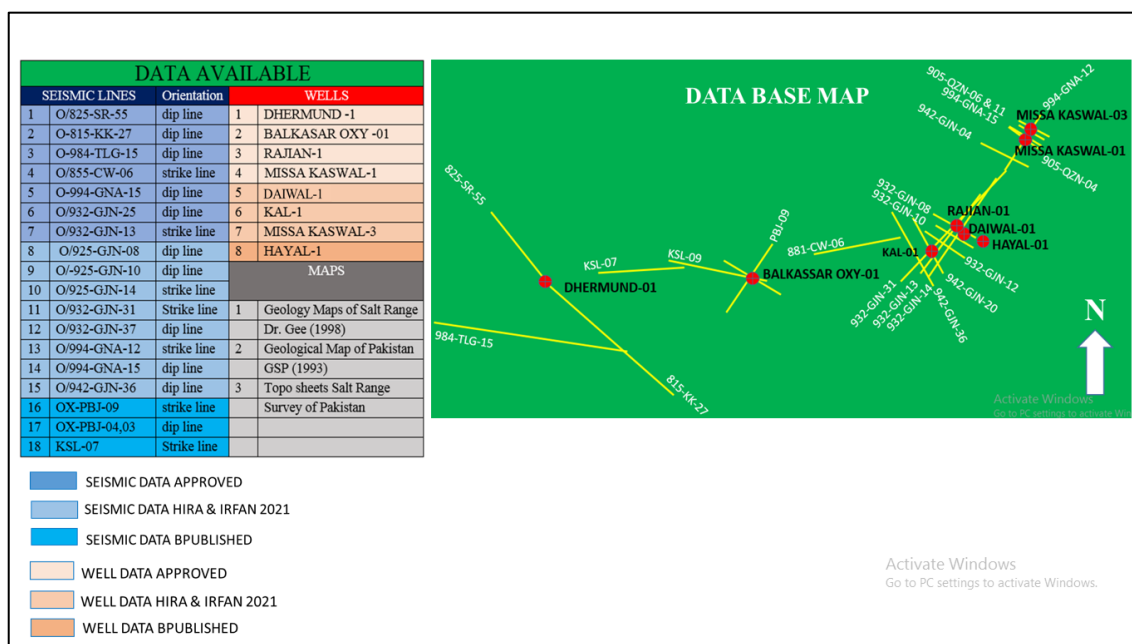 DATA AVAILABLE
SEISMIC LINES Orientation WELLS
1 O/825-SR-55 dip line 1 DHERMUND -1
2 O-815-KK-27 dip line 2 BALKASAR OXY -01
3 O-984-TLG-15 dip line 3 RAJIAN-1
4 O/855-CW-06 strike line 4 MISSA KASWAL-1
5 O-994-GNA-15 dip line 5 DAIWAL-1
6 O/932-GJN-25 dip line 6 KAL-1
7 O/932-GJN-13 strike line 7 MISSA KASWAL-3
8 O/925-GJN-08 dip line 8 HAYAL-1
9 O/-925-GJN-10 dip line MAPS
10 O/925-GJN-14 strike line
11 O/932-GJN-31 Strike line 1 Geology Maps of Salt Range
12 O/932-GJN-37 dip line Dr. Gee (1998)
13 O/994-GNA-12 strike line 2 Geological Map of Pakistan
14 O/994-GNA-15 dip line GSP (1993)
15 O/942-GJN-36 dip line 3 Topo sheets Salt Range
16 OX-PBJ-09 strike line Survey of Pakistan
17 OX-PBJ-04,03 dip line
18 KSL-07 Strike line
SEISMIC DATA APPROVED
SEISMIC DATA HIRA & IRFAN 2021
SEISMIC DATA BPUBLISHED
WELL DATA APPROVED
WELL DATA HIRA & IRFAN 2021
WELL DATA BPUBLISHED
DATA BASE MAP
905-QZN-06 & 11
994-GNA-15
994-GNA-12
942-GJN-04
MISSA KASWAL-03
MISSA KASWAL-01
905-QZN-04
825-SR-55
932-GJN-08
932-GJN-10
RAJIAN-01
DAIWAL-01
HAYAL-01
PBJ-09
881-CW-06
KAL-01
KSL-09
KSL-07
BALKASSAR OXY-01
DHERMUND-01
932-GJN-12
942-GJN-20
932-GJN-31
932-GJN-13
932-GJN-14
942-GJN-36
984-TLG-15
815-KK-27
N
Activate Windows
Go to PC settings to activate Win
Activate Windows
Go to PC settings to activate Windows.